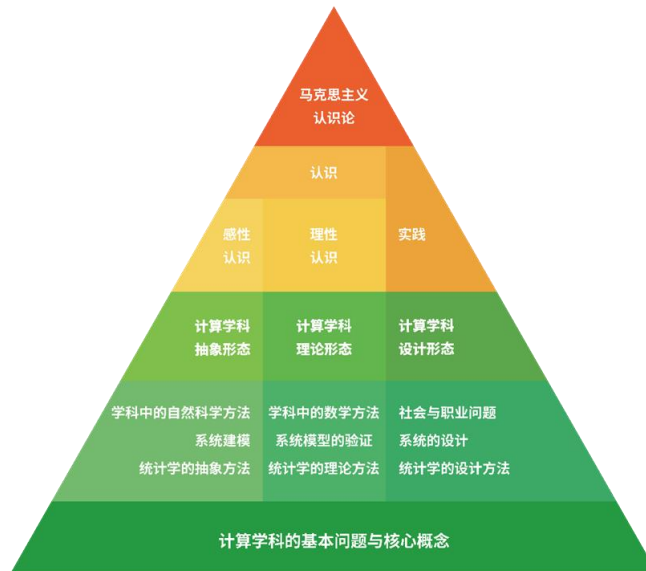 马克思主义
认识论
认识
感性
认识
理性
认识
实践
计算学科
抽象形态
计算学科
理论形态
计算学科
设计形态
学科中的自然科学方法
系统建模
统计学的抽象方法
学科中的数学方法
系统模型的验证
统计学的理论方法
社会与职业问题
系统的设计
统计学的设计方法
计算学科的基本问题与核心概念